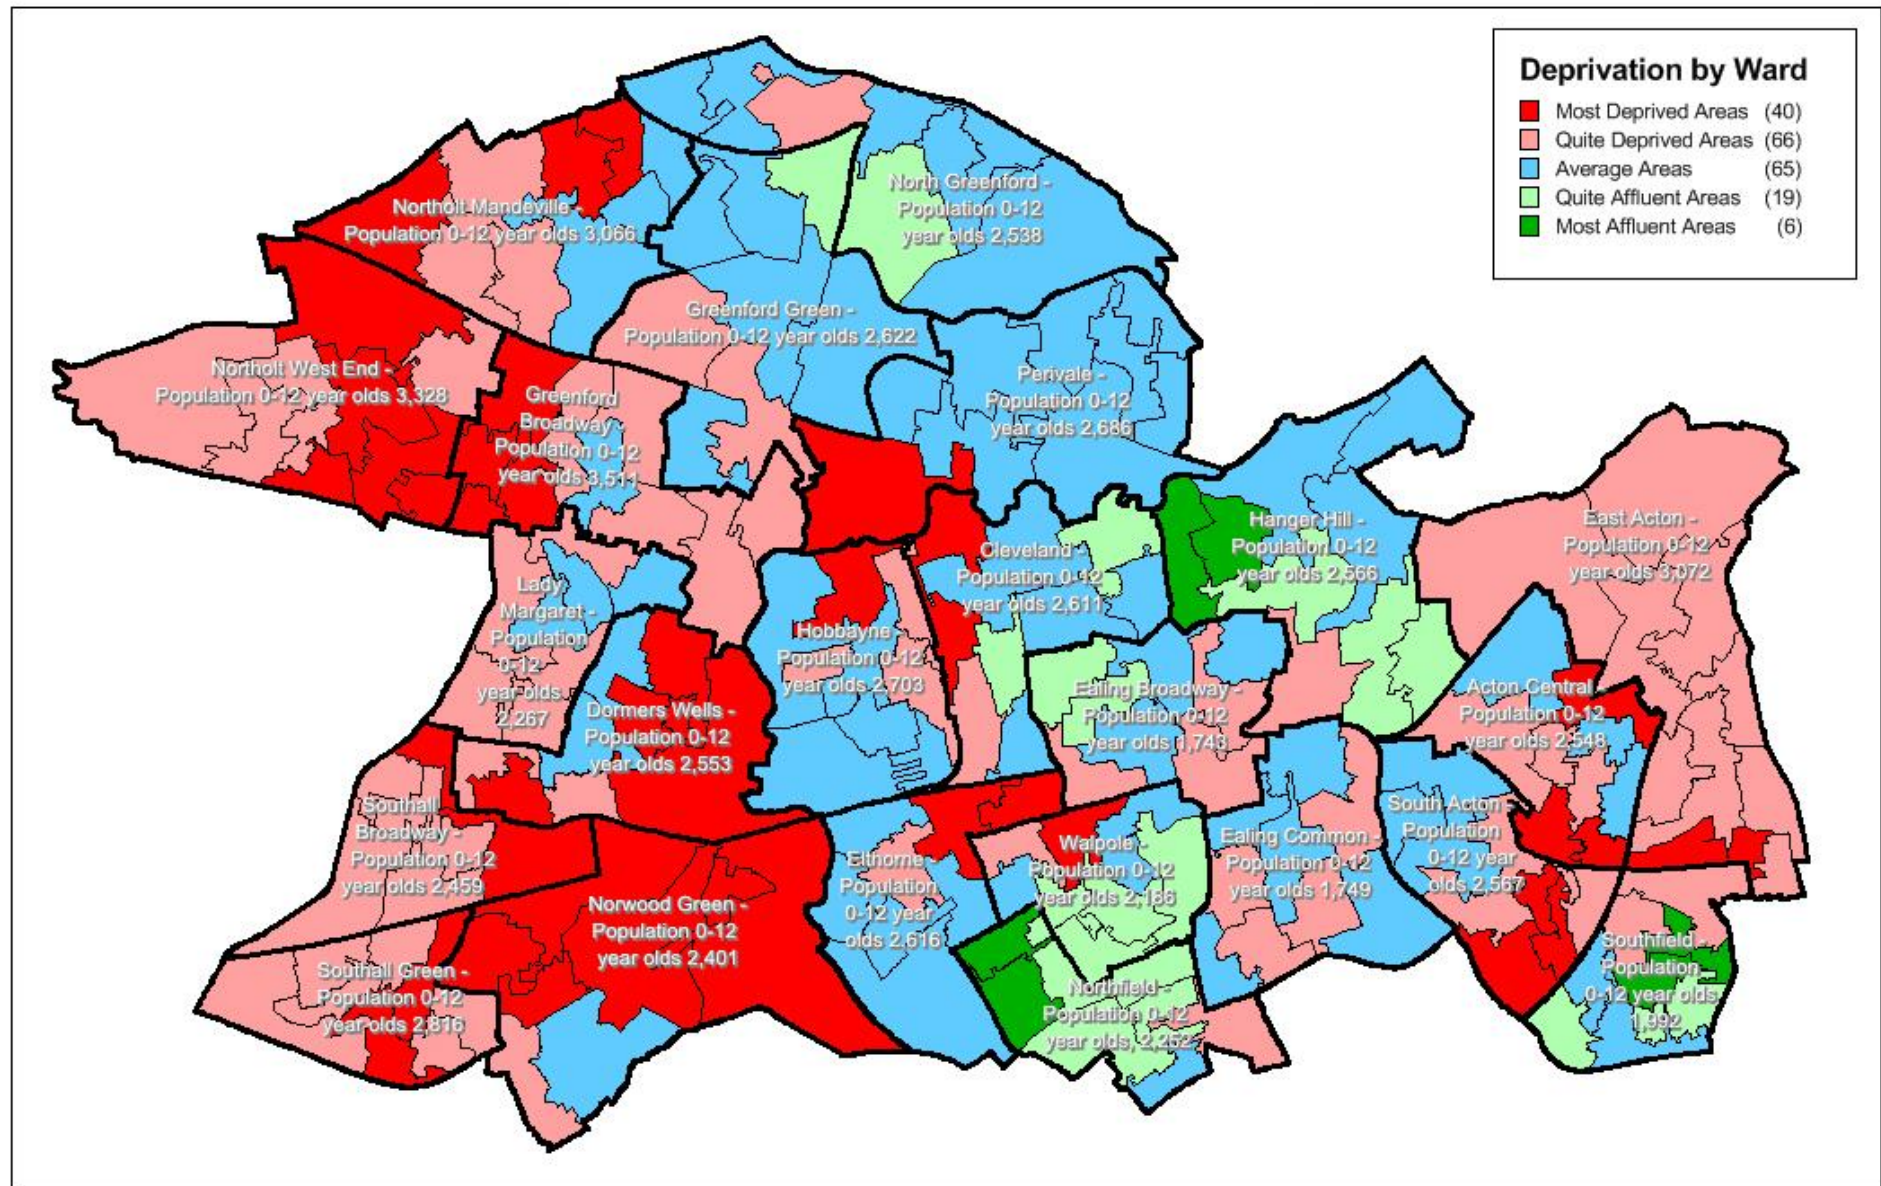 Deprivation by Ward
Most Deprived Areas (40)
Quite Deprived Areas (66)
Average Areas (65)
Quite Affluent Areas (19)
Most Affluent Areas (6)
North Greenford -
Population 0-12
year olds 2,538
Northolt Mandeville -
Population 0-12 year olds 3,066
Greenford Green -
Population 0-12 year olds 2,622
Northolt West End -
Population 0-12 year olds 3,328
Greenford
Broadway -
Population 0-12
year olds 3,511
Perivale -
Population 0-12
year olds 2,686
Hanger Hill -
Population 0-12
year olds 2,566
East Acton -
Population 0-12
year olds 3,072
Cleveland -
Population 0-12
year olds 2,611
Lady
Margaret -
Population
0-12
year olds
2,267
Hobbayne -
Population 0-12
year olds 2,703
Dormers Wells -
Population 0-12
year olds 2,553
Ealing Broadway -
Population 0-12
year olds 1,743
Acton Central -
Population 0-12
year olds 2,548
Southall
Broadway -
Population 0-12
year olds 2,459
Elthorne -
Population
0-12 year
olds 2,616
Walpole -
Population 0-12
year olds 2,186
Ealing Common -
Population 0-12
year olds 1,749
South Acton -
Population
0-12 year
olds 2,567
Norwood Green -
Population 0-12
year olds 2,401
Southall Green -
Population 0-12
year olds 2,816
Northfield -
Population 0-12
year olds, 2,252
Southfield -
Population
0-12 year olds
1,992